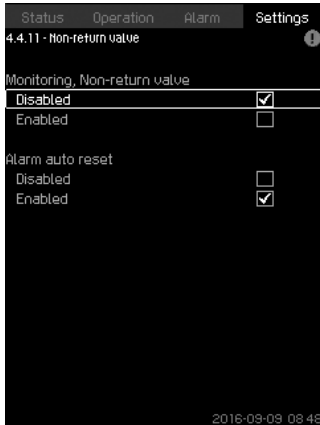 Status Operation Alarm Settings
4.4.11 - Non-return valve
Monitoring, Non-return valve
Disabled
Enabled
Alarm auto reset
Disabled
Enabled
2016-09-09 08:48